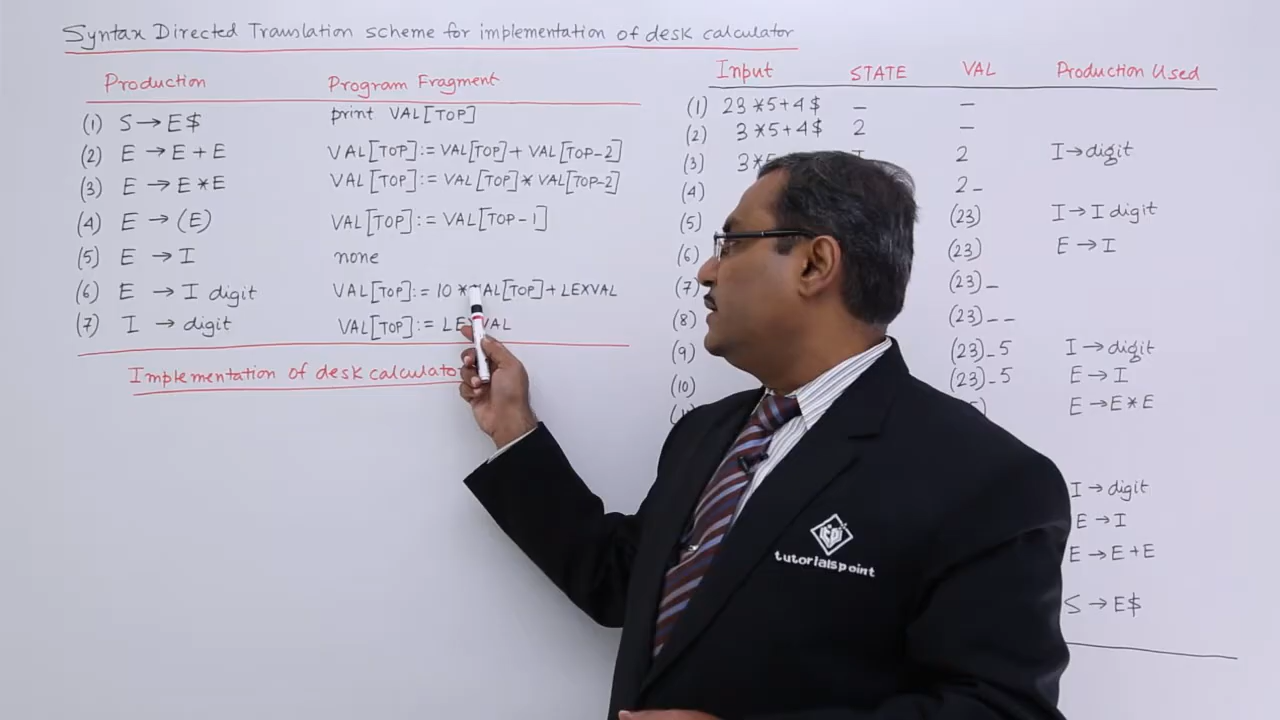 Syntax Directed Translation scheme for implementation of desk calculator
Production Program Fragment
(1) S → E$ print VAL[TOP]
(2) E → E + E VAL[TOP] := VAL[TOP] + VAL[TOP-2]
(3) E → E * E VAL[TOP] := VAL[TOP] * VAL[TOP-2]
(4) E → (E) VAL[TOP] := VAL[TOP-1]
(5) E → I none
(6) E → I digit VAL[TOP] := 10 * VAL[TOP] + LEXVAL
(7) I → digit VAL[TOP] := LEXVAL
Implementation of desk calculator
Input STATE VAL Production Used
(1) 23*5+4$ – –
(2) 3*5+4$ 2 –
(3) 2 I → digit
(4) 2 _
(5) (23) I → I digit
(6) (23) E → I
(7) (23) _
(8) (23) _ _
(9) (23) _ 5 I → digit
(10) (23) _ 5 E → I
E → E * E
I → digit
E → I
E → E + E
S → E$
tutorialspoint